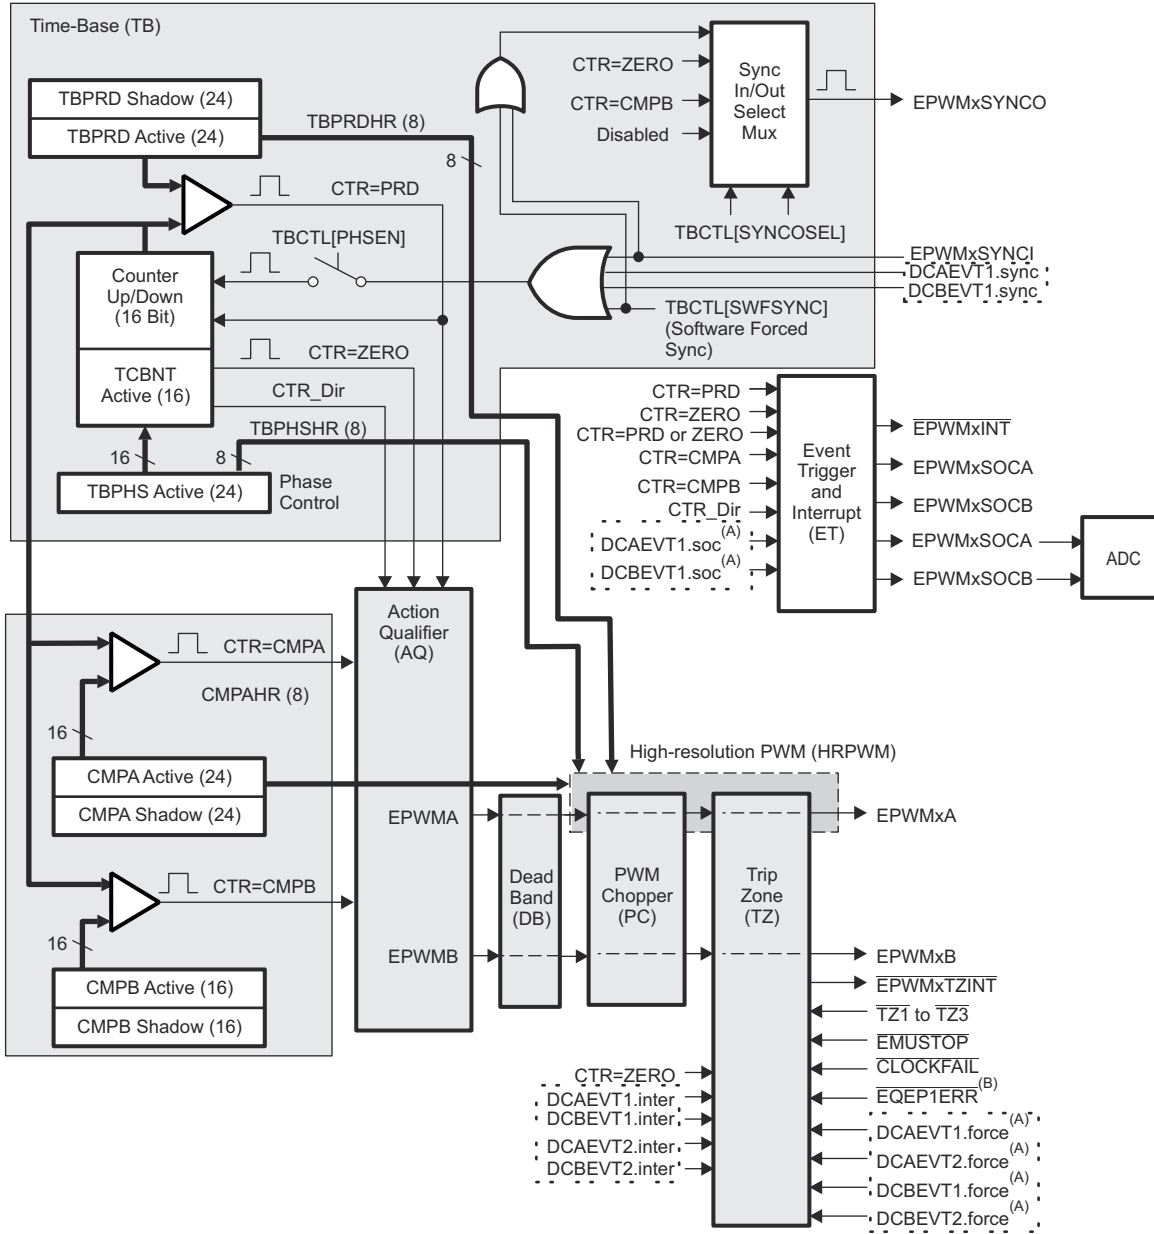 Time-Base (TB)
TBPRD Shadow (24)
TBPRD Active (24)
TBPRDHR (8)
8
CTR=PRD
TBCTL[PHSEN]
Counter
Up/Down
(16 Bit)
TCBNT
Active (16)
CTR=ZERO
CTR_Dir
TBPHSHR (8)
16
8
TBPHS Active (24)
Phase
Control
CTR=ZERO
CTR=CMPB
Disabled
Sync
In/Out
Select
Mux
EPWMxSYNCO
TBCTL[SYNCOSEL]
EPWMxSYNCI
DCAEVT1.sync
DCBEVT1.sync
TBCTL[SWFSYNC]
(Software Forced
Sync)
CTR=PRD
CTR=ZERO
CTR=PRD or ZERO
CTR=CMPA
CTR=CMPB
CTR_Dir
DCAEVT1.soc(A)
DCBEVT1.soc(A)
Event
Trigger
and
Interrupt
(ET)
EPWMxINT
EPWMxSOCA
EPWMxSOCB
EPWMxSOCA
EPWMxSOCB
ADC
Action
Qualifier
(AQ)
CTR=CMPA
CMPAHR (8)
16
CMPA Active (24)
CMPA Shadow (24)
CTR=CMPB
16
CMPB Active (16)
CMPB Shadow (16)
EPWMA
EPWMB
High-resolution PWM (HRPWM)
Dead
Band
(DB)
PWM
Chopper
(PC)
Trip
Zone
(TZ)
EPWMxA
EPWMxB
EPWMxTZINT
TZ1 to TZ3
EMUSTOP
CLOCKFAIL
EQEP1ERR(B)
DCAEVT1.force(A)
DCAEVT2.force(A)
DCBEVT1.force(A)
DCBEVT2.force(A)
CTR=ZERO
DCAEVT1.inter
DCBEVT1.inter
DCAEVT2.inter
DCBEVT2.inter